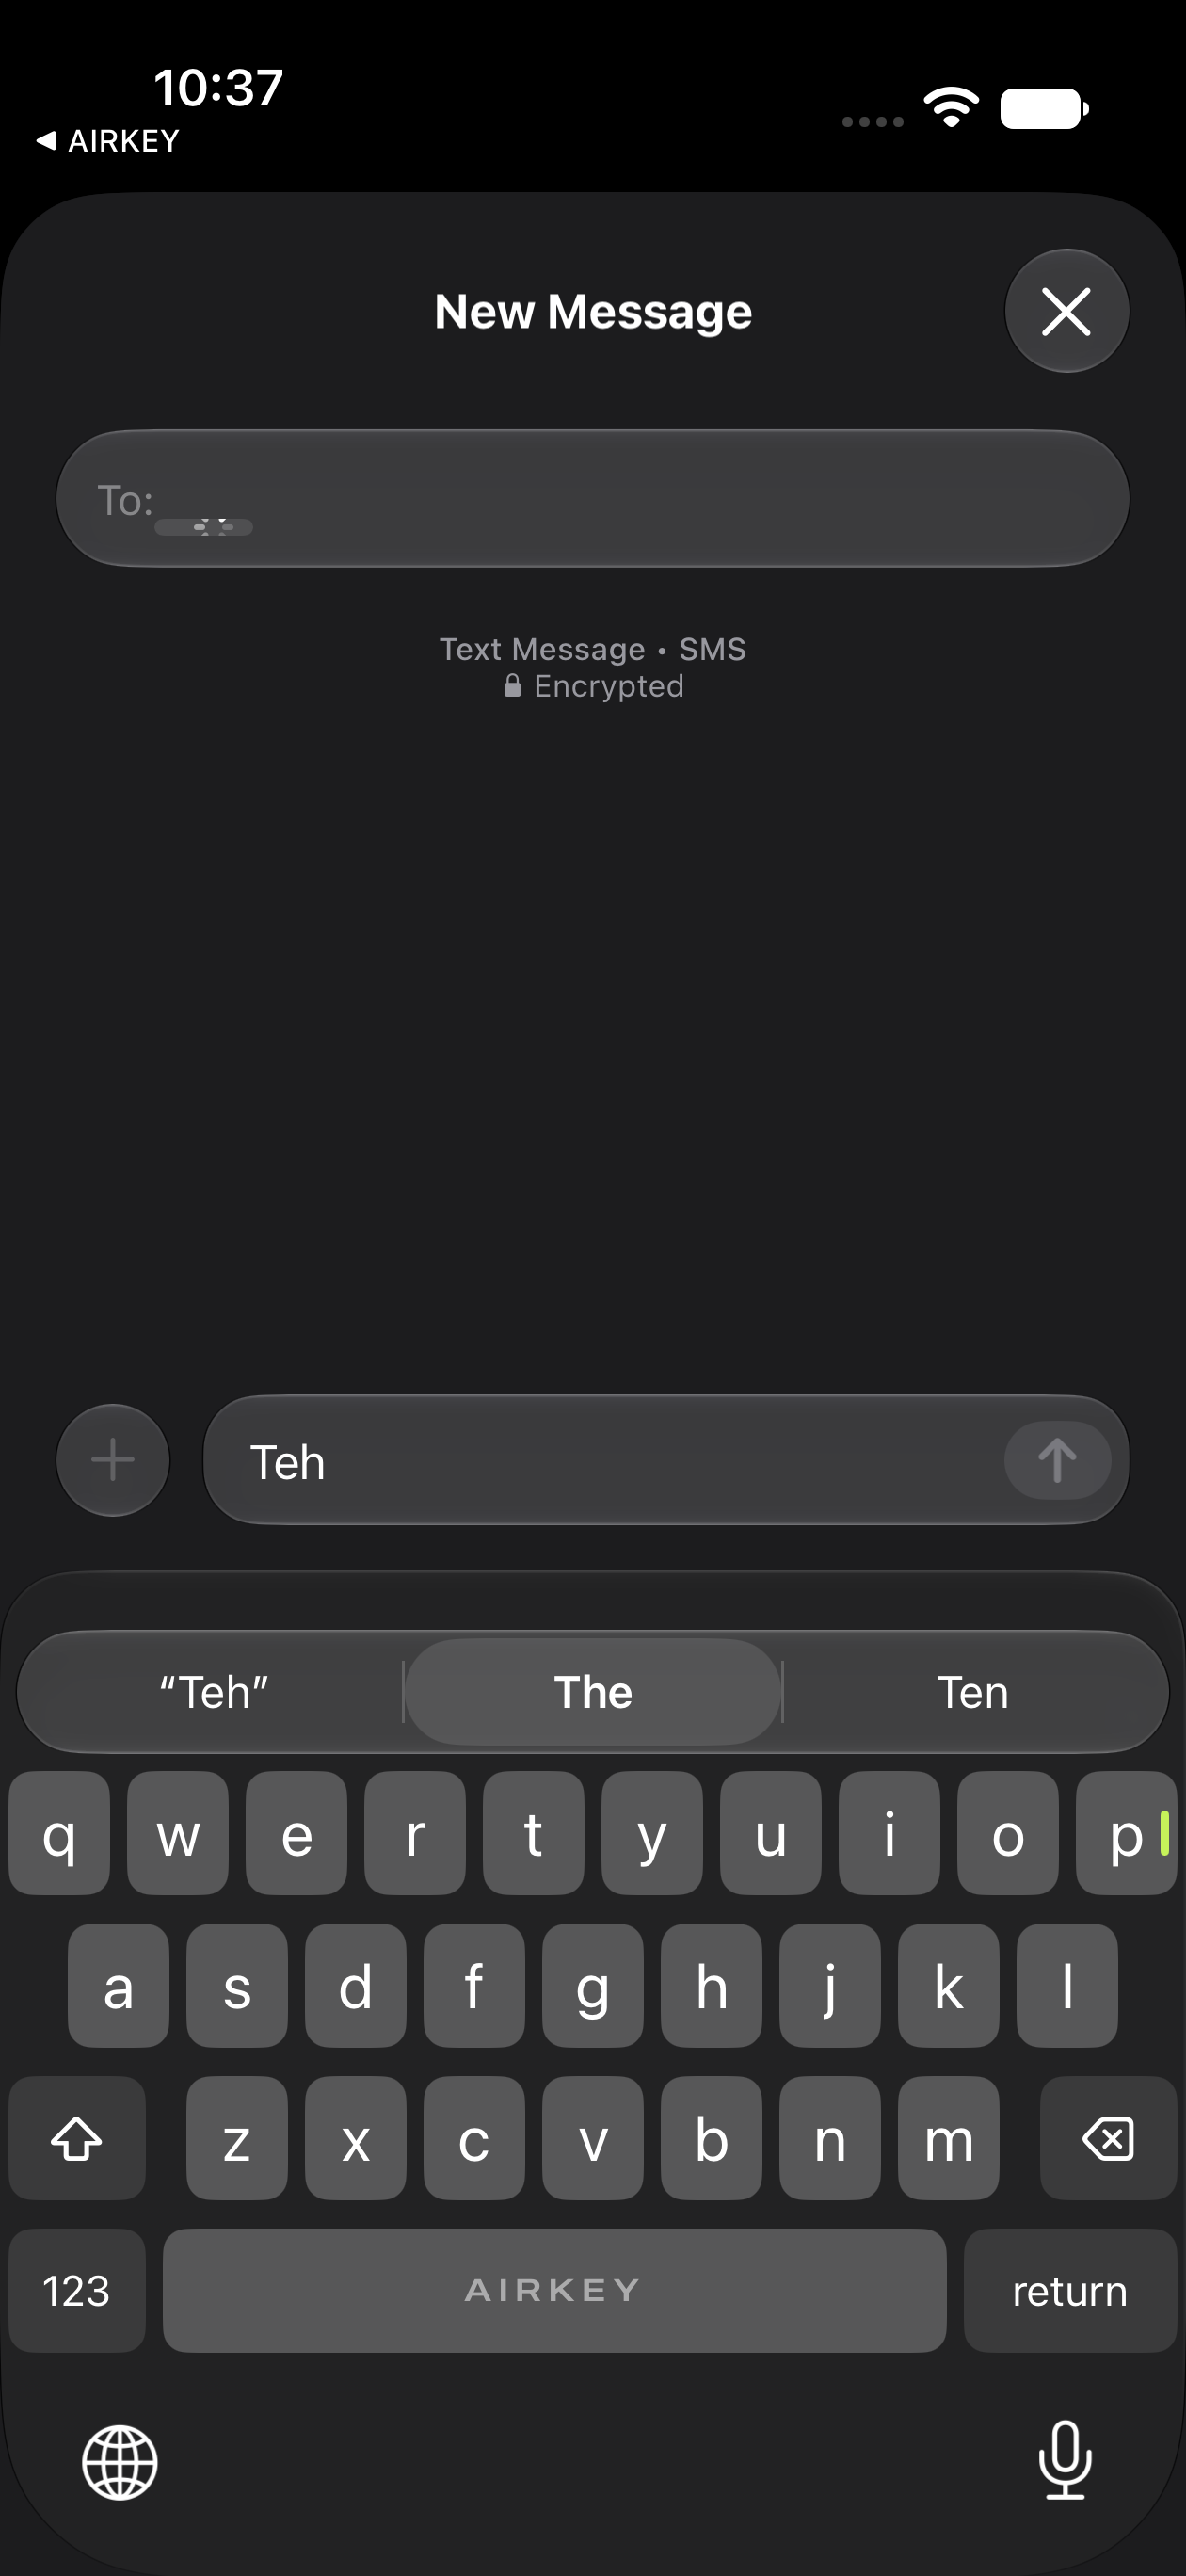 10:37
AIRKEY
New Message
To:
Text Message • SMS
Encrypted
Teh
“Teh” The Ten
q w e r t y u i o p
a s d f g h j k l
z x c v b n m
123 AIRKEY return